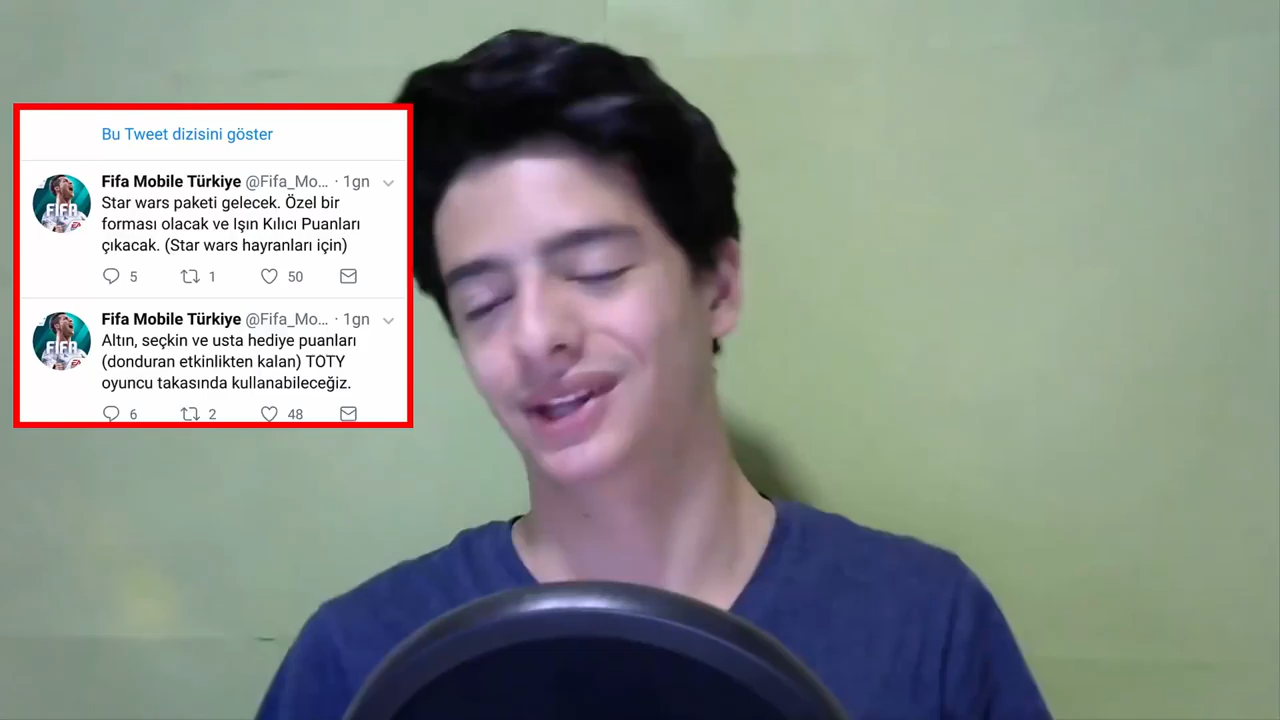 Bu Tweet dizisini göster
Fifa Mobile Türkiye @Fifa_Mo... · 1gn
Star wars paketi gelecek. Özel bir
forması olacak ve Işın Kılıcı Puanları
çıkacak. (Star wars hayranları için)
5 1 50
FIFA
Fifa Mobile Türkiye @Fifa_Mo... · 1gn
Altın, seçkin ve usta hediye puanları
(donduran etkinlikten kalan) TOTY
oyuncu takasında kullanabileceğiz.
6 2 48
FIFA